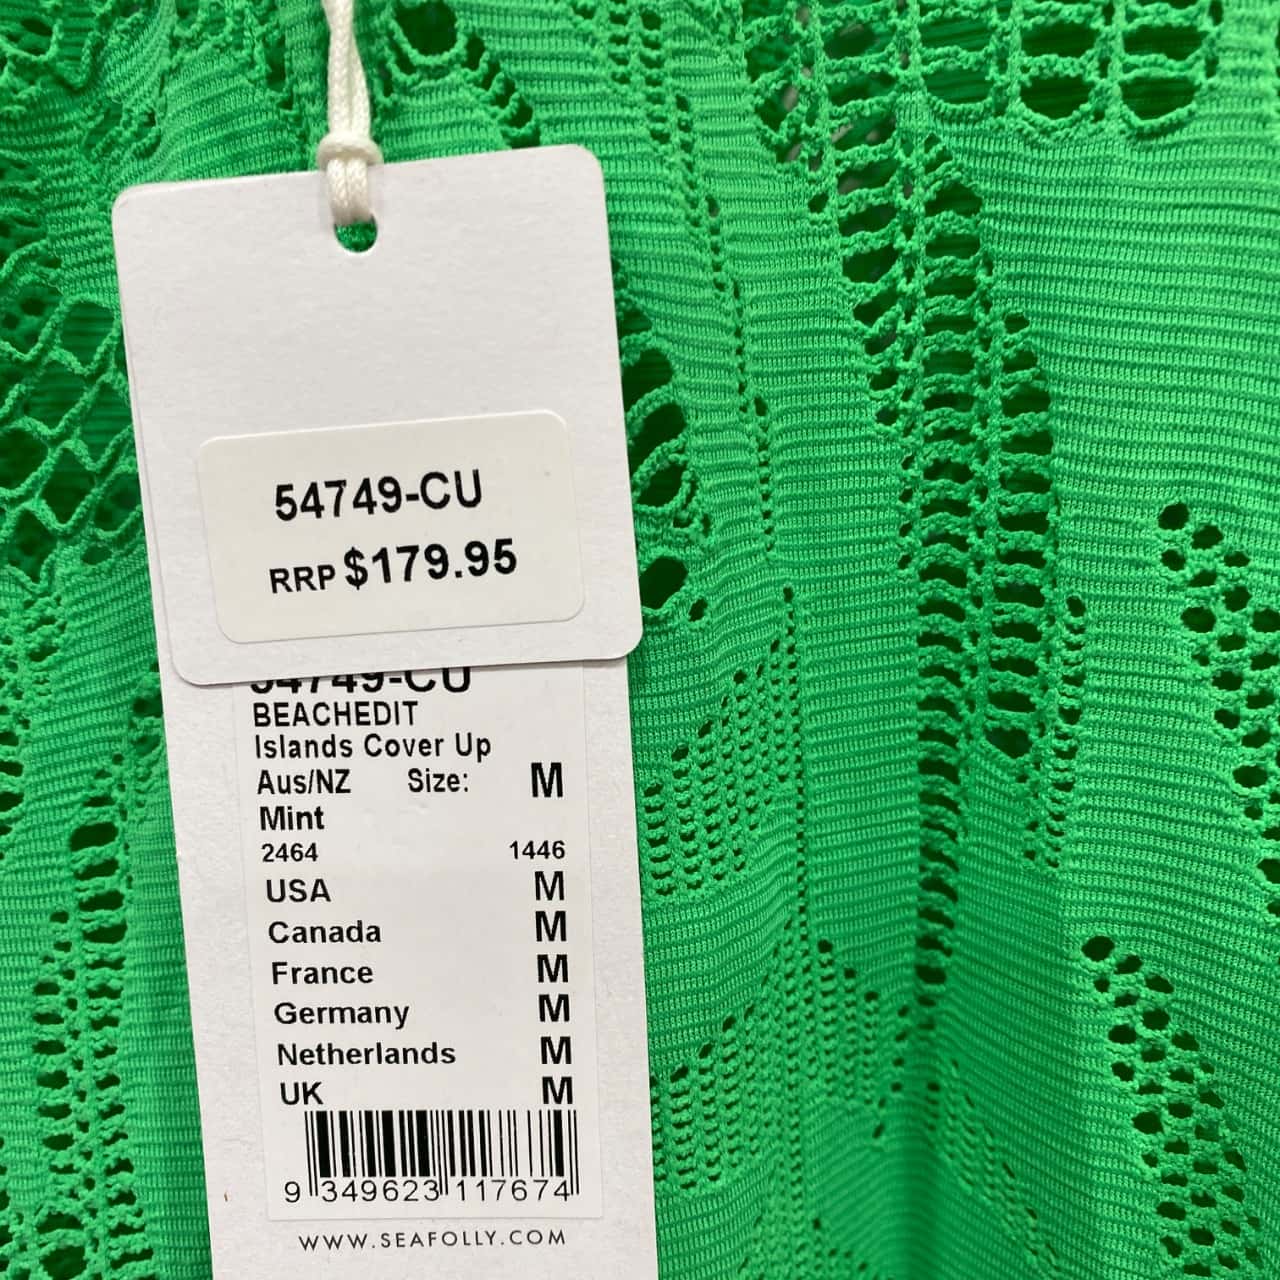 54749-CU
RRP $179.95
54749-CU
BEACHEDIT
Islands Cover Up
Aus/NZ Size: M
Mint
2464 1446
USA M
Canada M
France M
Germany M
Netherlands M
UK M
9 349623 117674
WWW.SEAFOLLY.COM